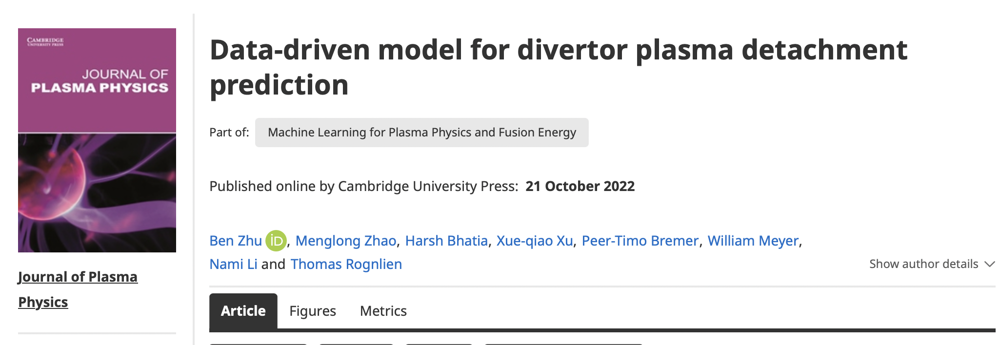 CAMBRIDGE
UNIVERSITY PRESS
JOURNAL OF
PLASMA PHYSICS
Journal of Plasma
Physics
Data-driven model for divertor plasma detachment
prediction
Part of: Machine Learning for Plasma Physics and Fusion Energy
Published online by Cambridge University Press: 21 October 2022
Ben Zhu iD, Menglong Zhao, Harsh Bhatia, Xue-qiao Xu, Peer-Timo Bremer, William Meyer,
Nami Li and Thomas Rognlien
Show author details
Article Figures Metrics